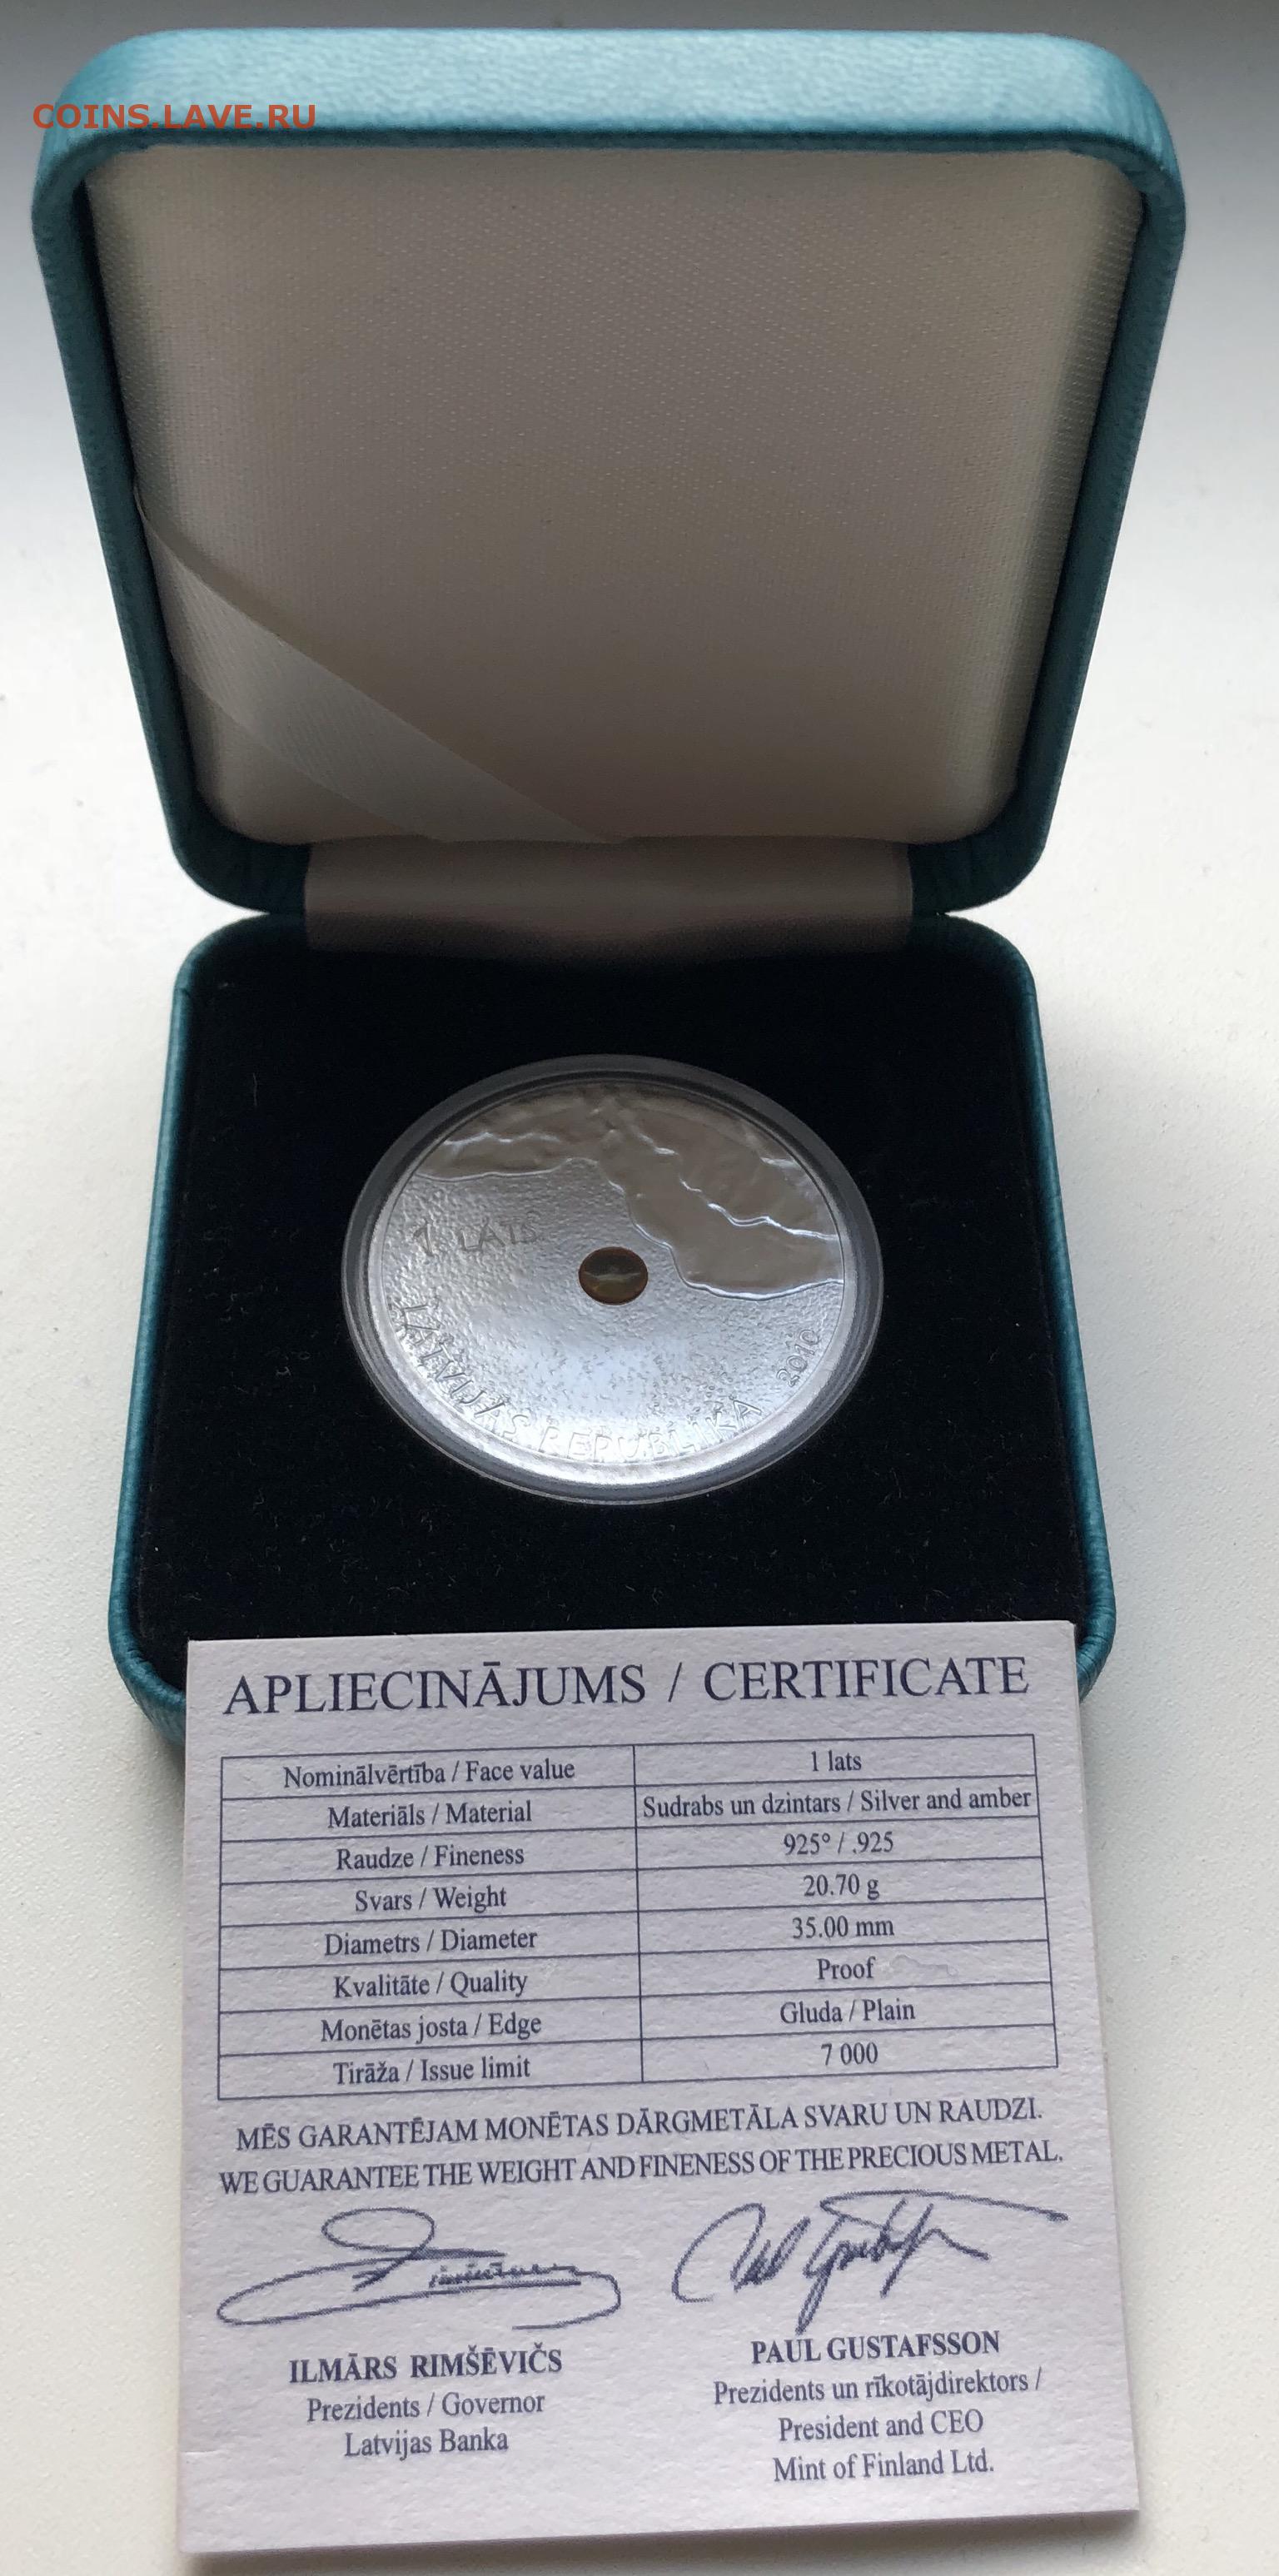 COINS.LAVE.RU
1 LATS
LATVIJAS REPUBLIKA 2010
APLIECINĀJUMS / CERTIFICATE
Nominālvērtība / Face value 1 lats
Materiāls / Material Sudrabs un dzintars / Silver and amber
Raudze / Fineness 925° / .925
Svars / Weight 20.70 g
Diametrs / Diameter 35.00 mm
Kvalitāte / Quality Proof
Monētas josta / Edge Gluda / Plain
Tirāža / Issue limit 7 000
MĒS GARANTĒJAM MONĒTAS DĀRGMETĀLA SVARU UN RAUDZI.
WE GUARANTEE THE WEIGHT AND FINENESS OF THE PRECIOUS METAL.
ILMĀRS RIMŠĒVIČS
Prezidents / Governor
Latvijas Banka
PAUL GUSTAFSSON
Prezidents un rīkotājdirektors /
President and CEO
Mint of Finland Ltd.